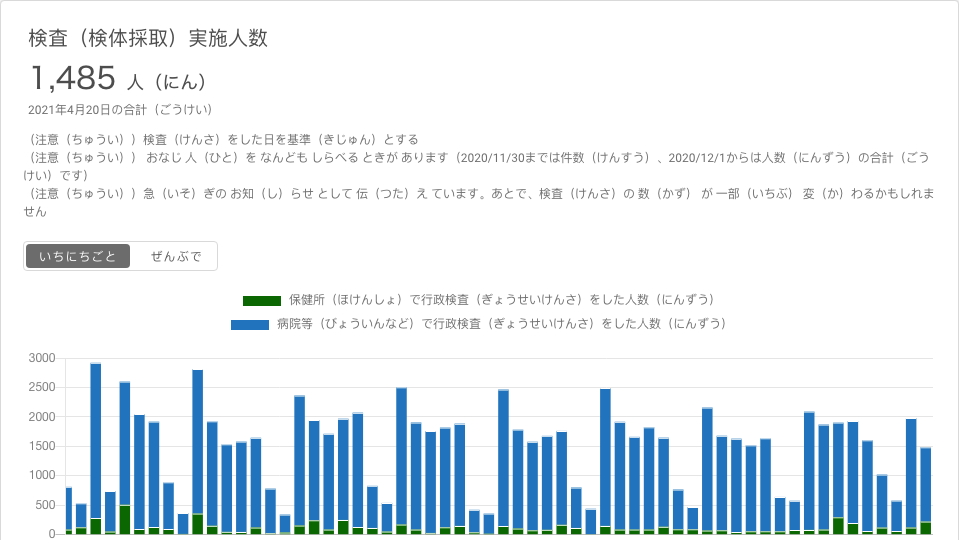 検査（検体採取）実施人数
1,485 人（にん）
2021年4月20日の合計（ごうけい）
（注意（ちゅうい））検査（けんさ）をした日を基準（きじゅん）とする
（注意（ちゅうい）） おなじ 人（ひと）を なんども しらべる ときが あります（2020/11/30までは件数（けんすう）、2020/12/1からは人数（にんずう）の合計（ごう
けい）です）
（注意（ちゅうい））急（いそ）ぎの お知（し）らせ として 伝（つた）え ています。あとで、検査（けんさ）の 数（かず） が 一部（いちぶ） 変（か）わるかもしれま
せん
いちにちごと ぜんぶで
保健所（ほけんしょ）で行政検査（ぎょうせいけんさ）をした人数（にんずう）
病院等（びょういんなど）で行政検査（ぎょうせいけんさ）をした人数（にんずう）
3000
2500
2000
1500
1000
500
0